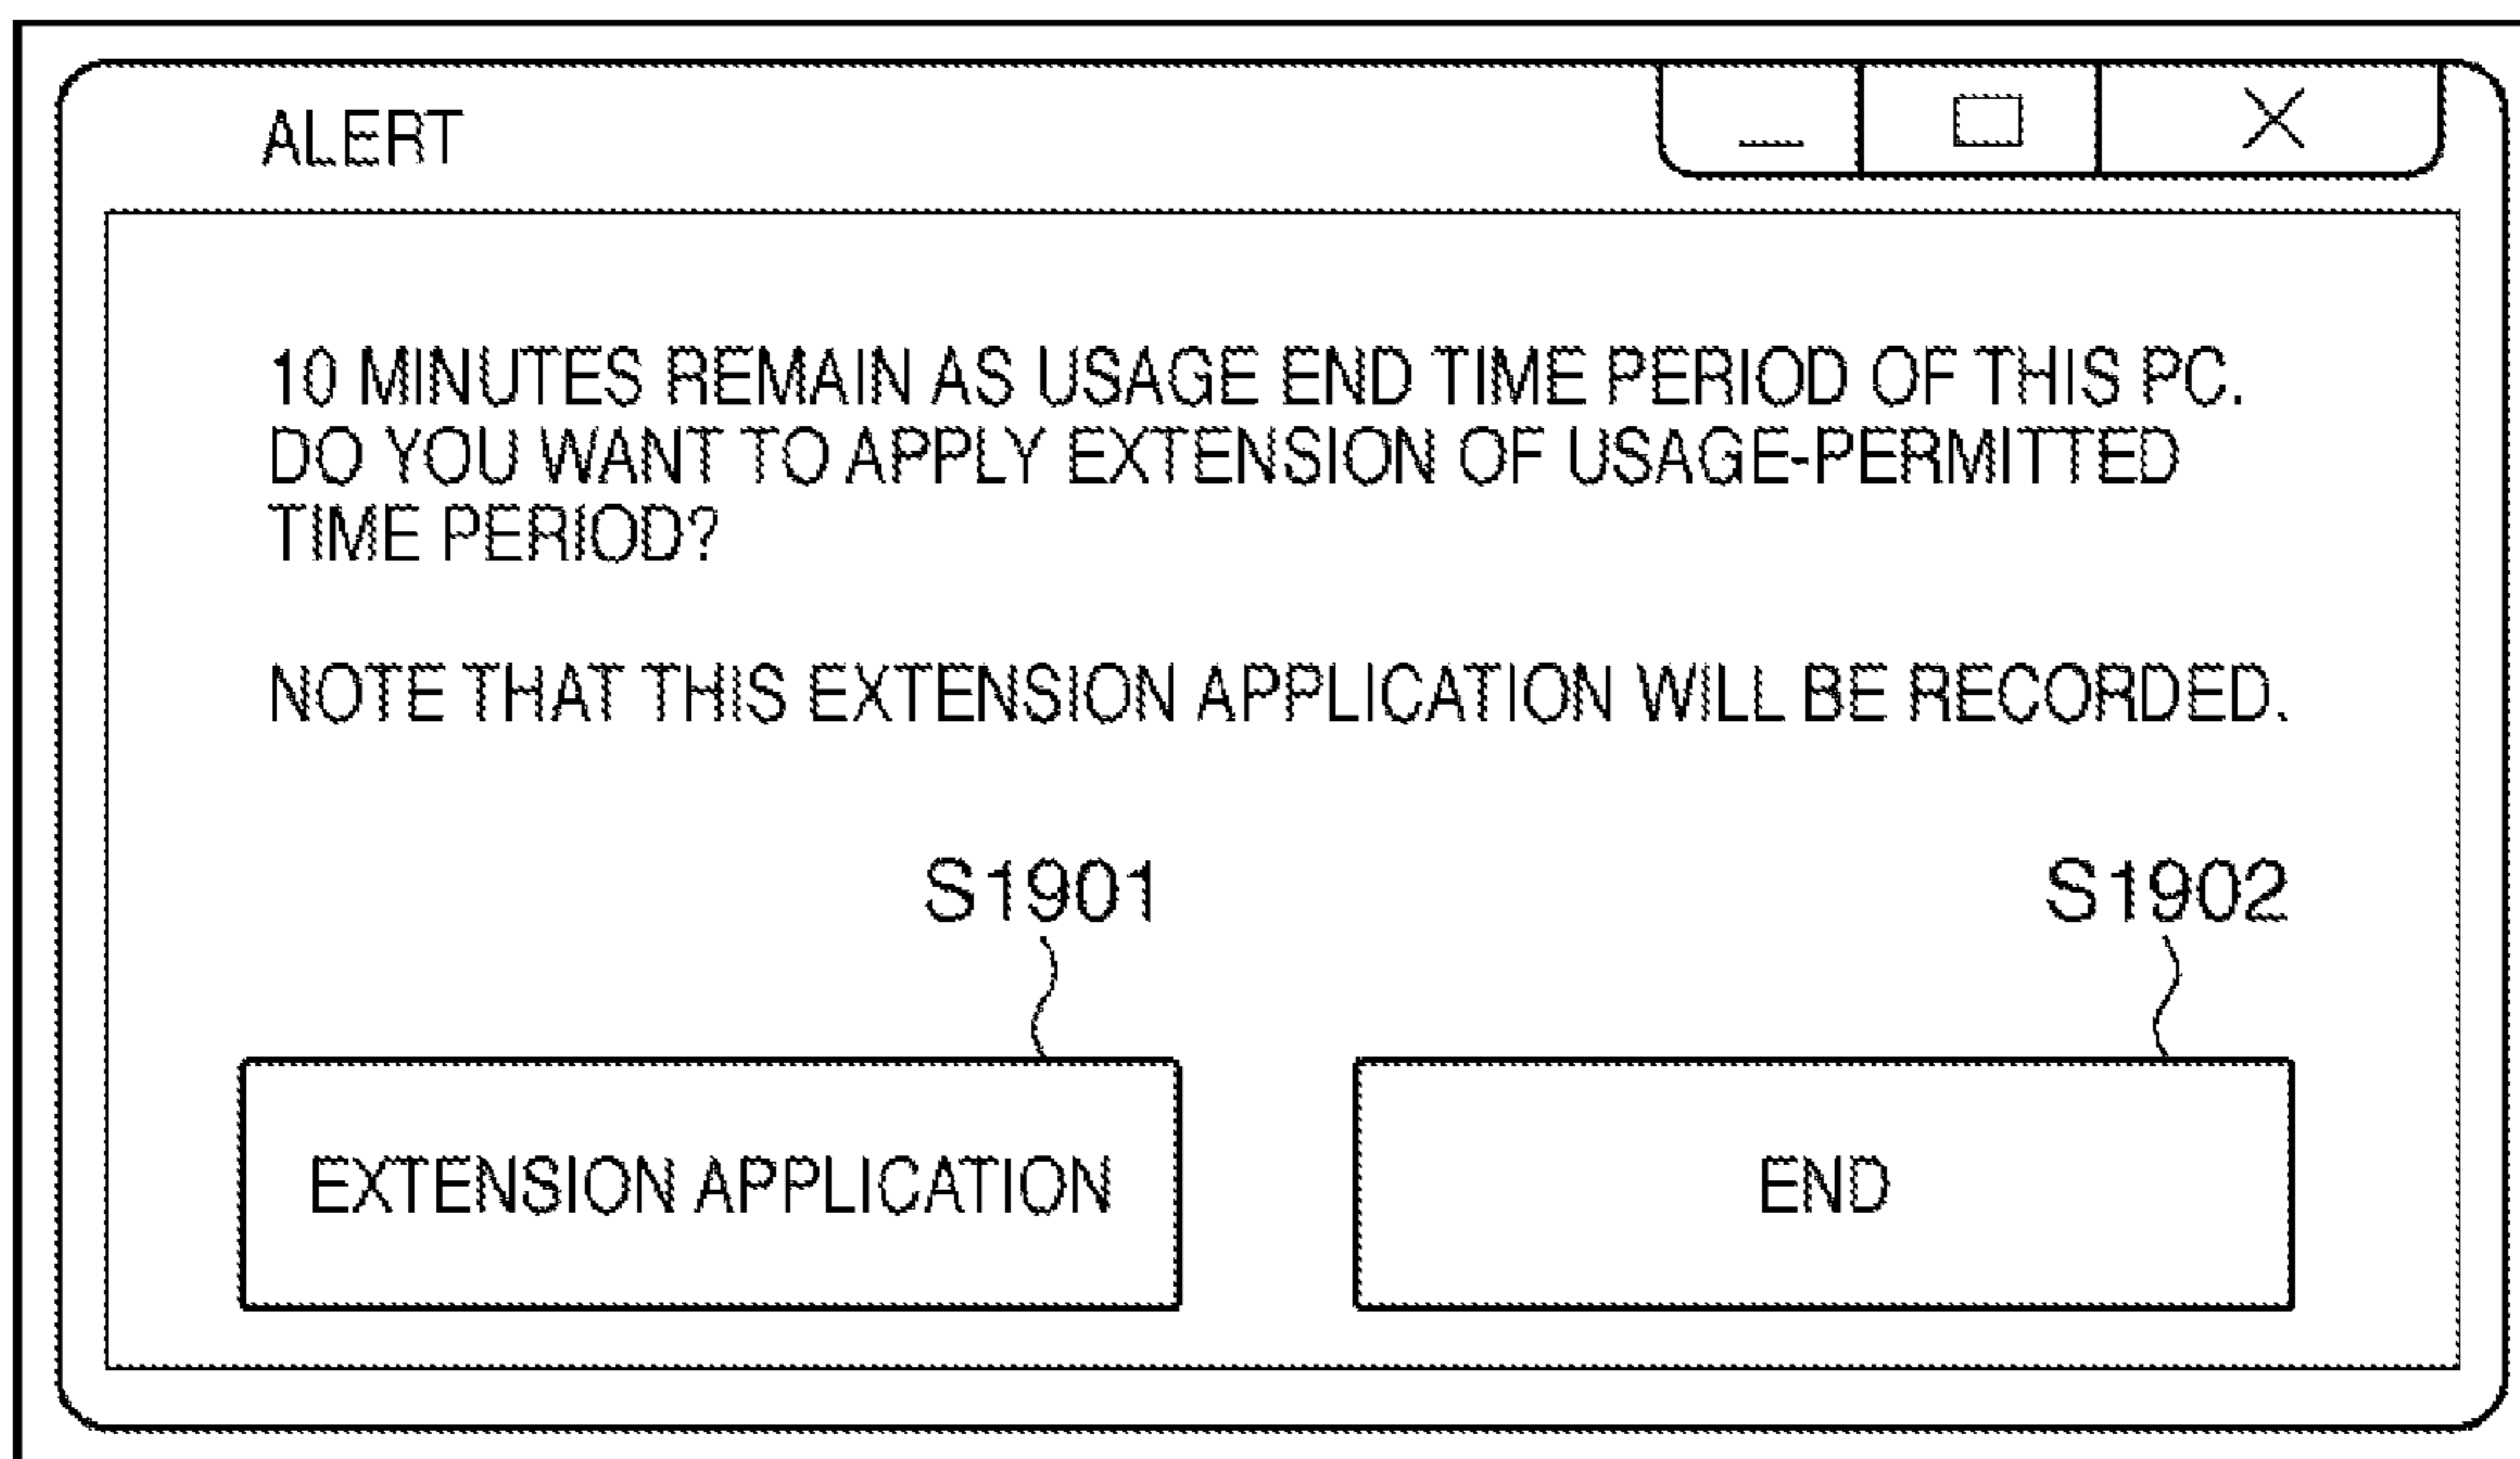 ALERT
10 MINUTES REMAIN AS USAGE END TIME PERIOD OF THIS PC.
DO YOU WANT TO APPLY EXTENSION OF USAGE-PERMITTED
TIME PERIOD?
NOTE THAT THIS EXTENSION APPLICATION WILL BE RECORDED.
S1901 S1902
EXTENSION APPLICATION END